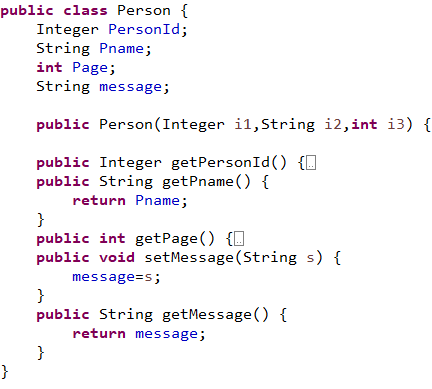 public class Person {
    Integer PersonId;
    String Pname;
    int Page;
    String message;

    public Person(Integer i1,String i2,int i3) {

    public Integer getPersonId() {
    public String getPname() {
        return Pname;
    }
    public int getPage() {
    public void setMessage(String s) {
        message=s;
    }
    public String getMessage() {
        return message;
    }
}